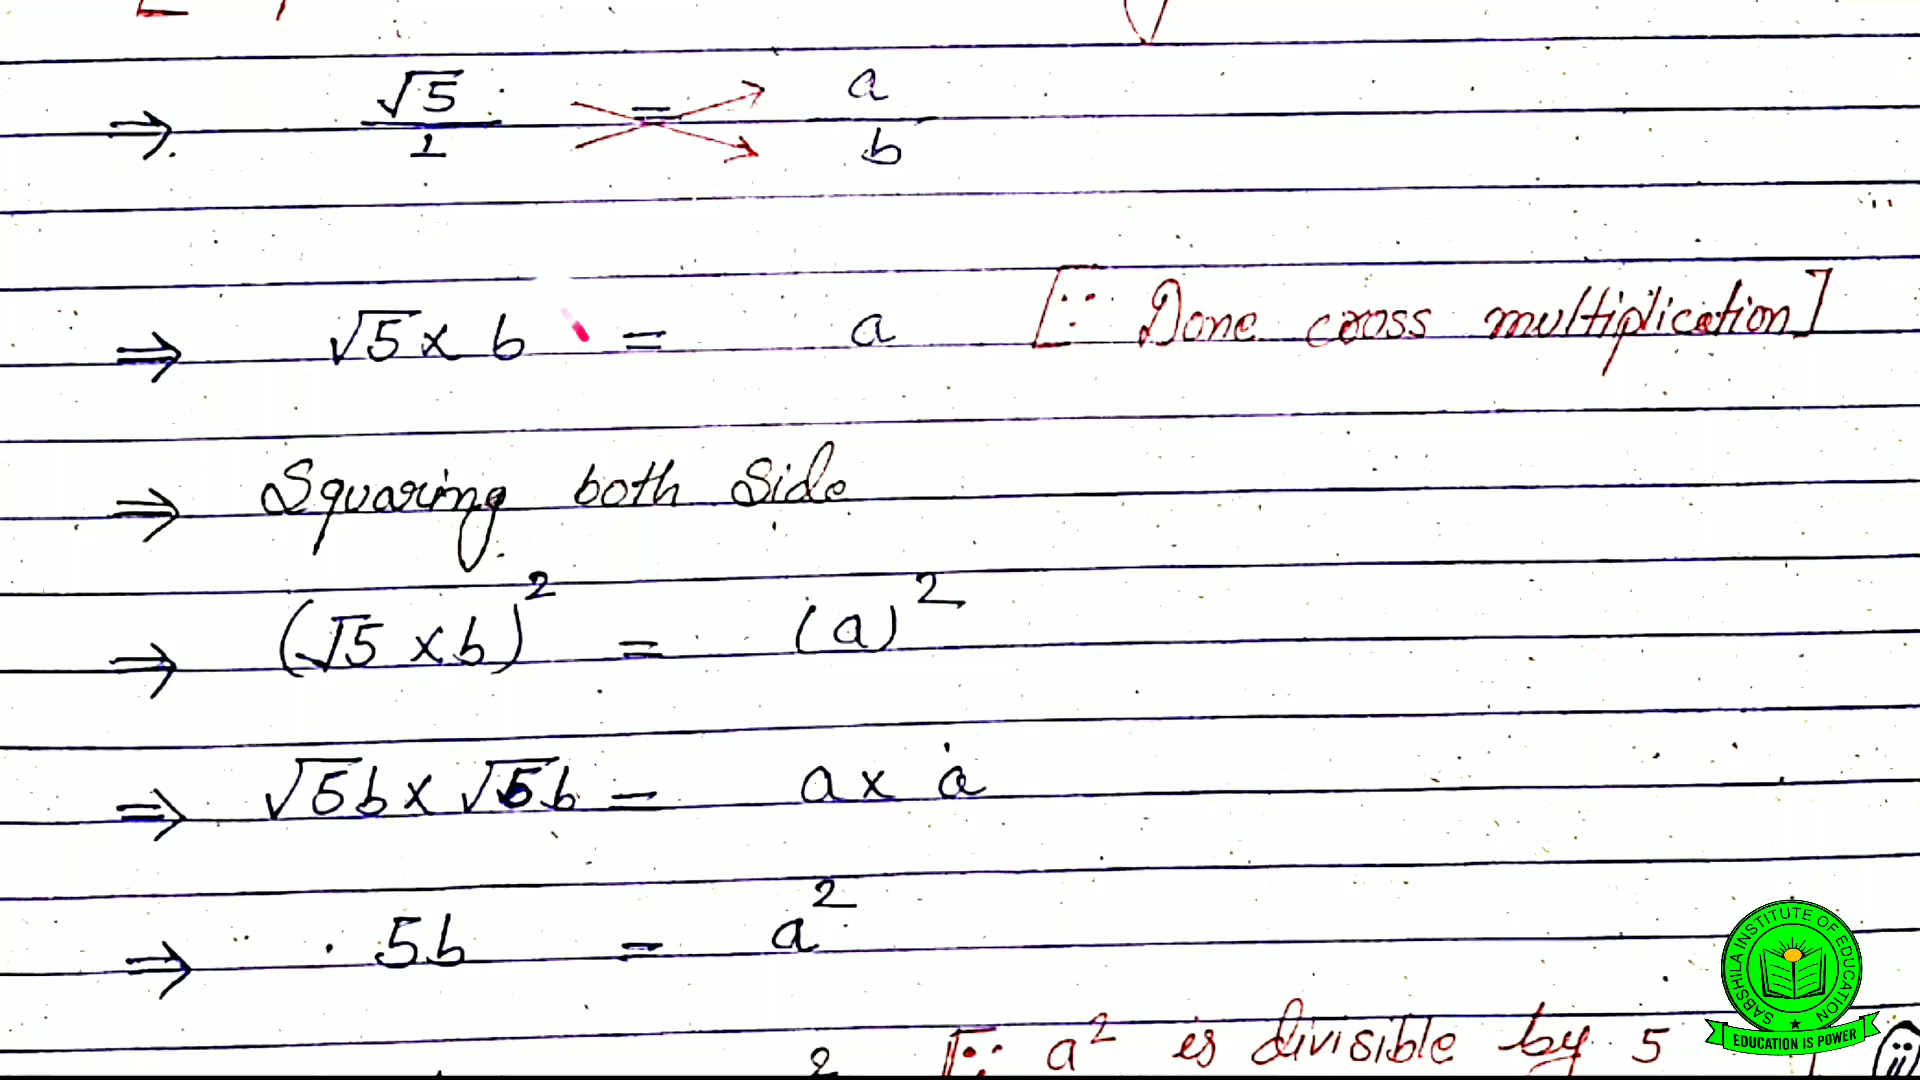 ⇒ √5/1 = a/b
⇒ √5 × b = a [∵ Done cross multiplication]
⇒ Squaring both Side
⇒ (√5 × b)² = (a)²
⇒ √5b × √5b = a × a
⇒ 5b = a²
[∵ a² is divisible by 5
SABSHILA INSTITUTE OF EDUCATION
EDUCATION IS POWER